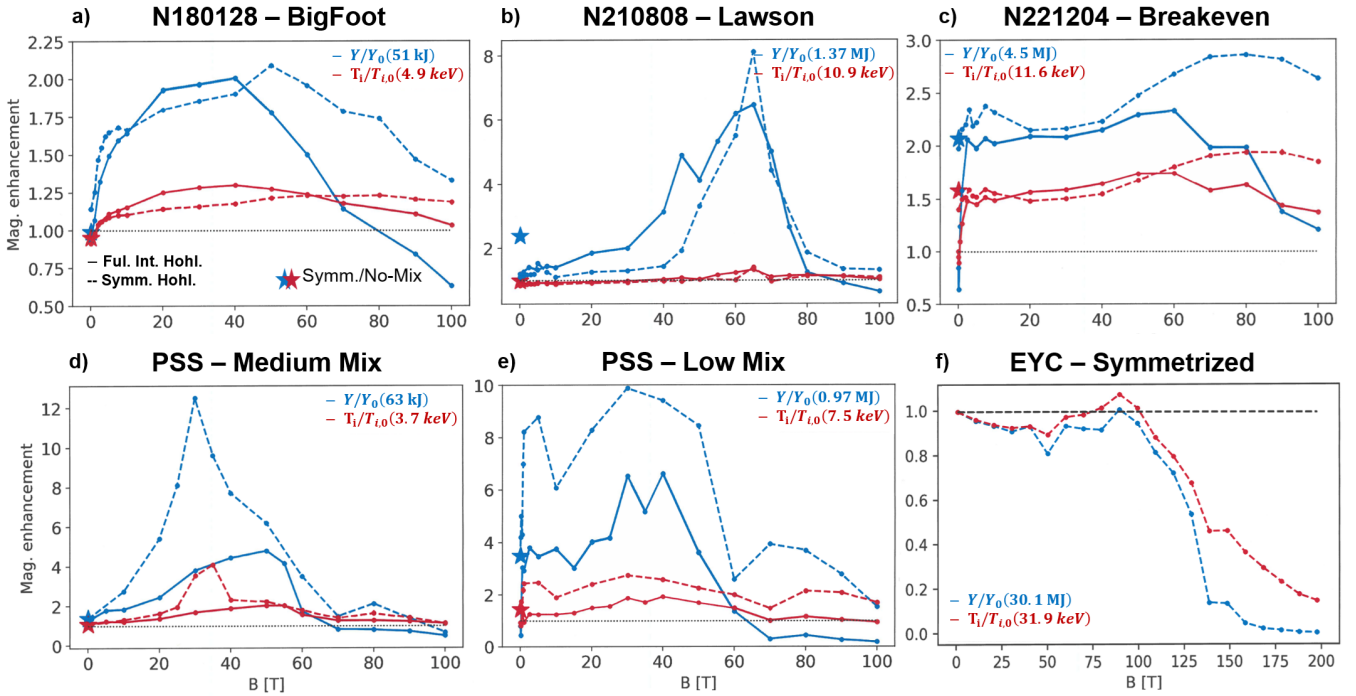 a) N180128 – BigFoot
Mag. enhancement
2.25
2.00
1.75
1.50
1.25
1.00
0.75
0.50
Y/Y₀(51 kJ)
Tᵢ/Tᵢ,₀(4.9 keV)
– Ful. Int. Hohl.
-- Symm. Hohl.
Symm./No-Mix
0 20 40 60 80 100
b) N210808 – Lawson
8
6
4
2
Y/Y₀(1.37 MJ)
Tᵢ/Tᵢ,₀(10.9 keV)
0 20 40 60 80 100
c) N221204 – Breakeven
3.0
2.5
2.0
1.5
1.0
0.5
Y/Y₀(4.5 MJ)
Tᵢ/Tᵢ,₀(11.6 keV)
0 20 40 60 80 100
d) PSS – Medium Mix
Mag. enhancement
12
10
8
6
4
2
0
Y/Y₀(63 kJ)
Tᵢ/Tᵢ,₀(3.7 keV)
0 20 40 60 80 100
B [T]
e) PSS – Low Mix
10
8
6
4
2
0
Y/Y₀(0.97 MJ)
Tᵢ/Tᵢ,₀(7.5 keV)
0 20 40 60 80 100
B [T]
f) EYC – Symmetrized
1.0
0.8
0.6
0.4
0.2
0.0
Y/Y₀(30.1 MJ)
Tᵢ/Tᵢ,₀(31.9 keV)
0 25 50 75 100 125 150 175 200
B [T]